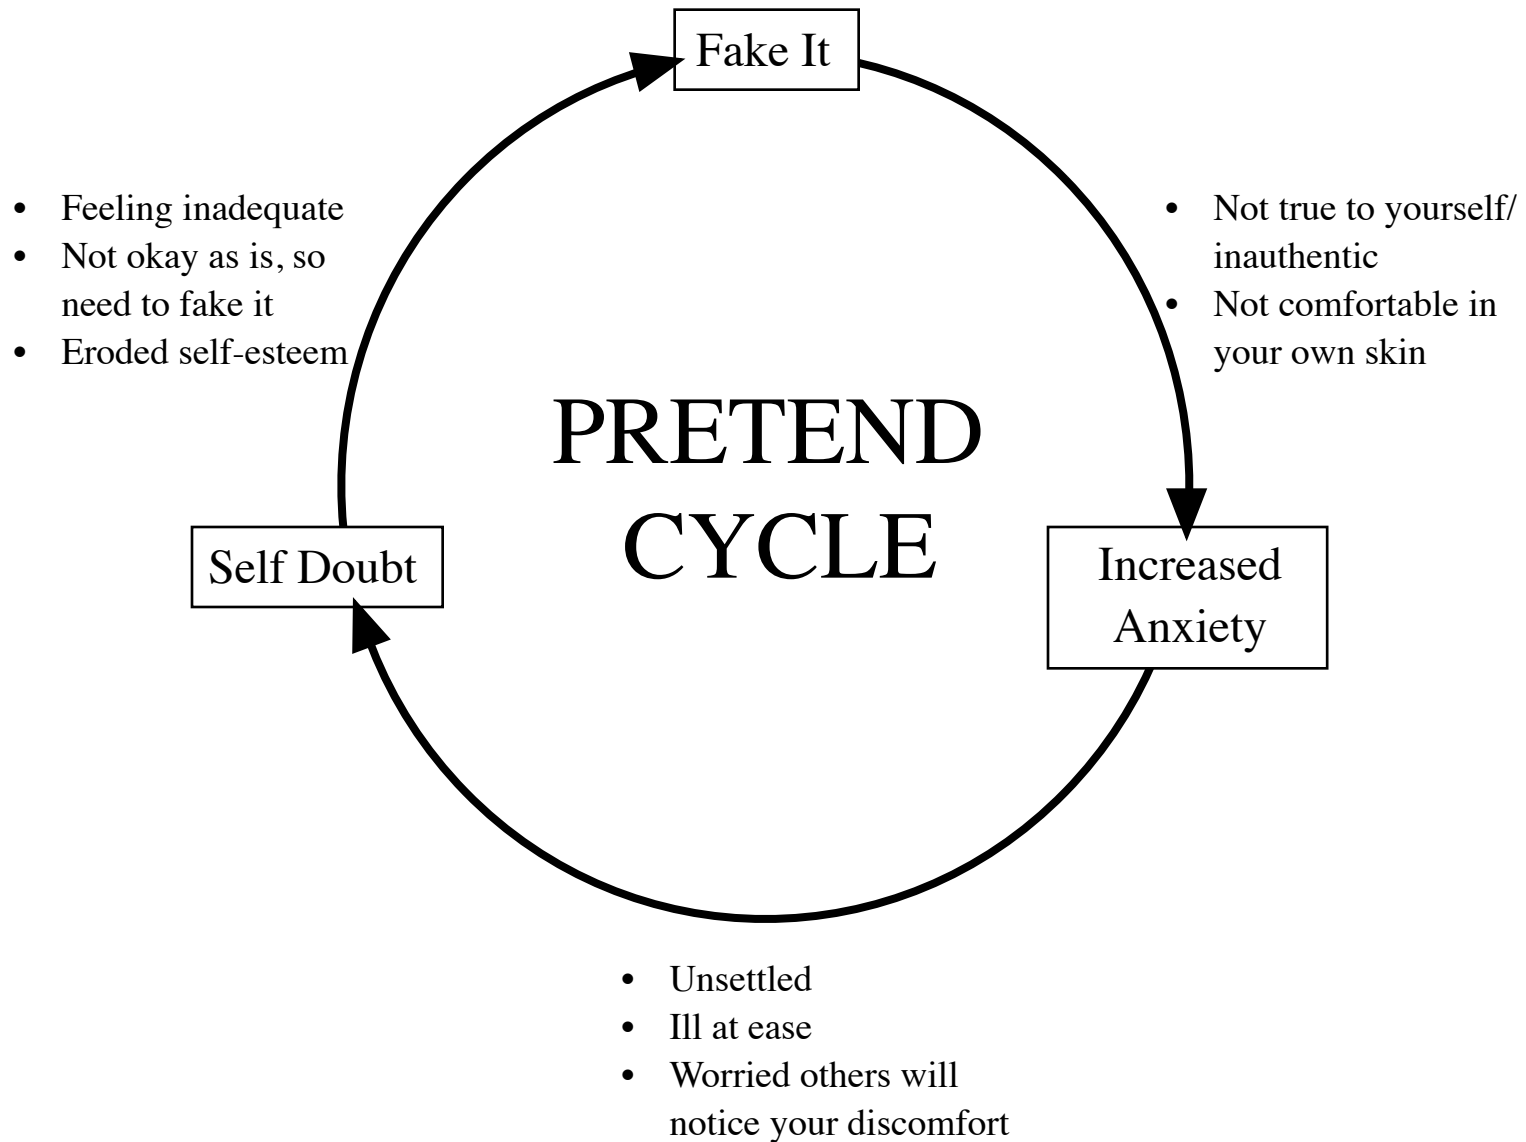 Fake It
• Feeling inadequate
• Not okay as is, so
need to fake it
• Eroded self-esteem
• Not true to yourself/
inauthentic
• Not comfortable in
your own skin
PRETEND
CYCLE
Self Doubt
Increased
Anxiety
• Unsettled
• Ill at ease
• Worried others will
notice your discomfort